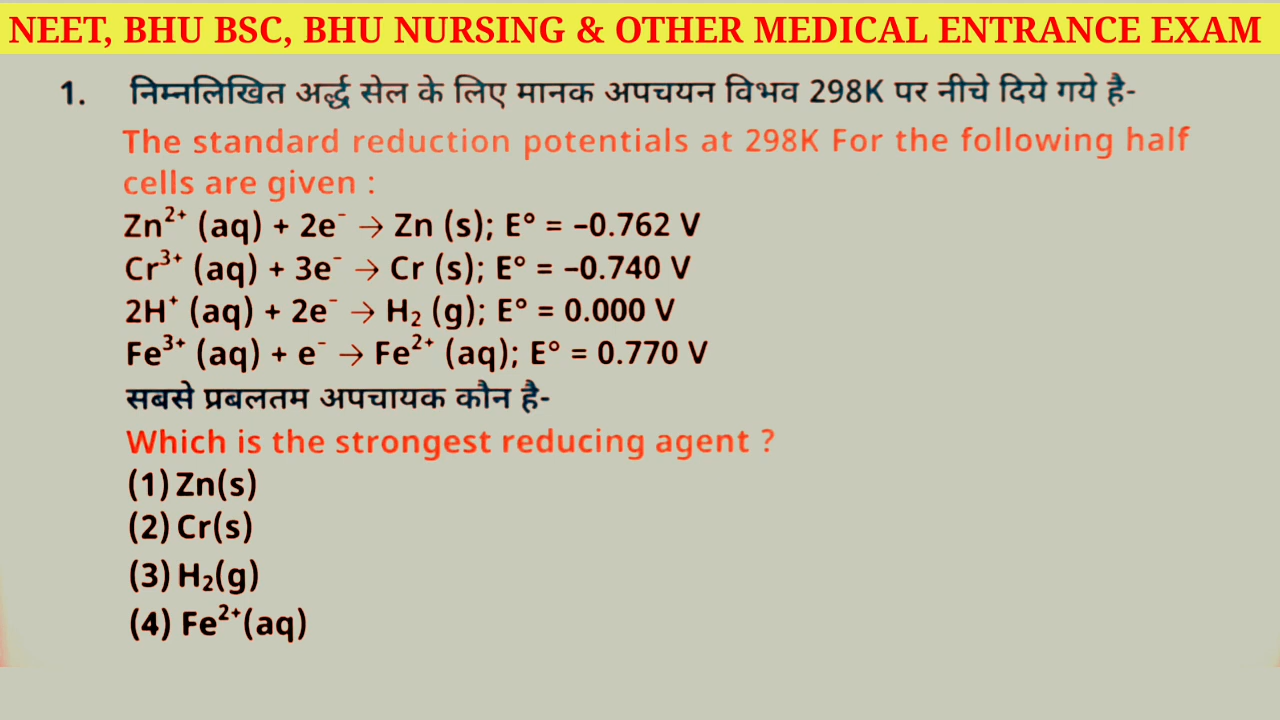 NEET, BHU BSC, BHU NURSING & OTHER MEDICAL ENTRANCE EXAM
1. निम्नलिखित अर्द्ध सेल के लिए मानक अपचयन विभव 298K पर नीचे दिये गये है-
The standard reduction potentials at 298K For the following half
cells are given :
Zn²⁺ (aq) + 2e⁻ → Zn (s); E° = –0.762 V
Cr³⁺ (aq) + 3e⁻ → Cr (s); E° = –0.740 V
2H⁺ (aq) + 2e⁻ → H₂ (g); E° = 0.000 V
Fe³⁺ (aq) + e⁻ → Fe²⁺ (aq); E° = 0.770 V
सबसे प्रबलतम अपचायक कौन है-
Which is the strongest reducing agent ?
(1) Zn(s)
(2) Cr(s)
(3) H₂(g)
(4) Fe²⁺(aq)